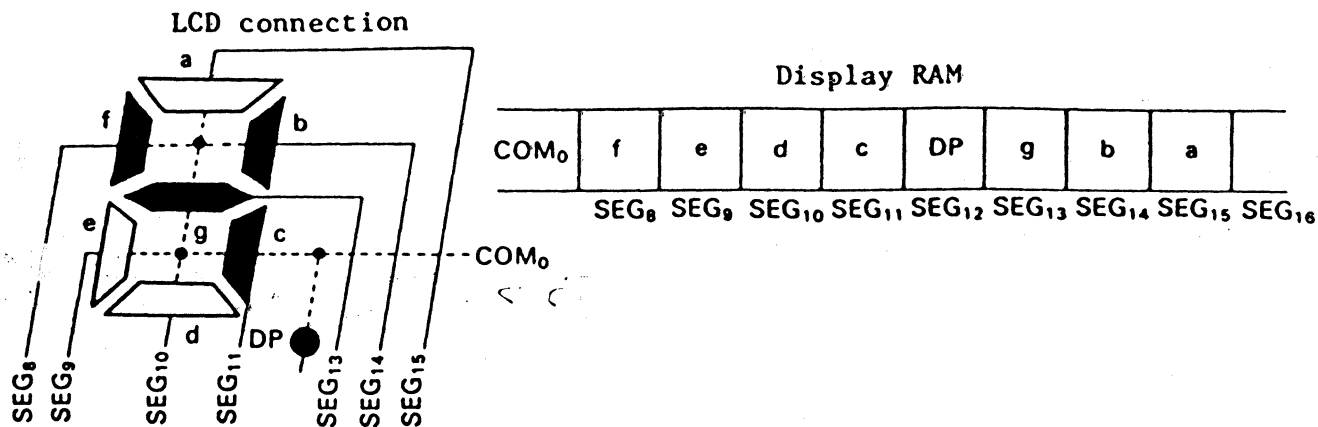 LCD connection
a
f
b
e
g
c
COM₀
d
DP
SEG₈
SEG₉
SEG₁₀
SEG₁₁
SEG₁₃
SEG₁₄
SEG₁₅
Display RAM
COM₀ f e d c DP g b a
SEG₈ SEG₉ SEG₁₀ SEG₁₁ SEG₁₂ SEG₁₃ SEG₁₄ SEG₁₅ SEG₁₆